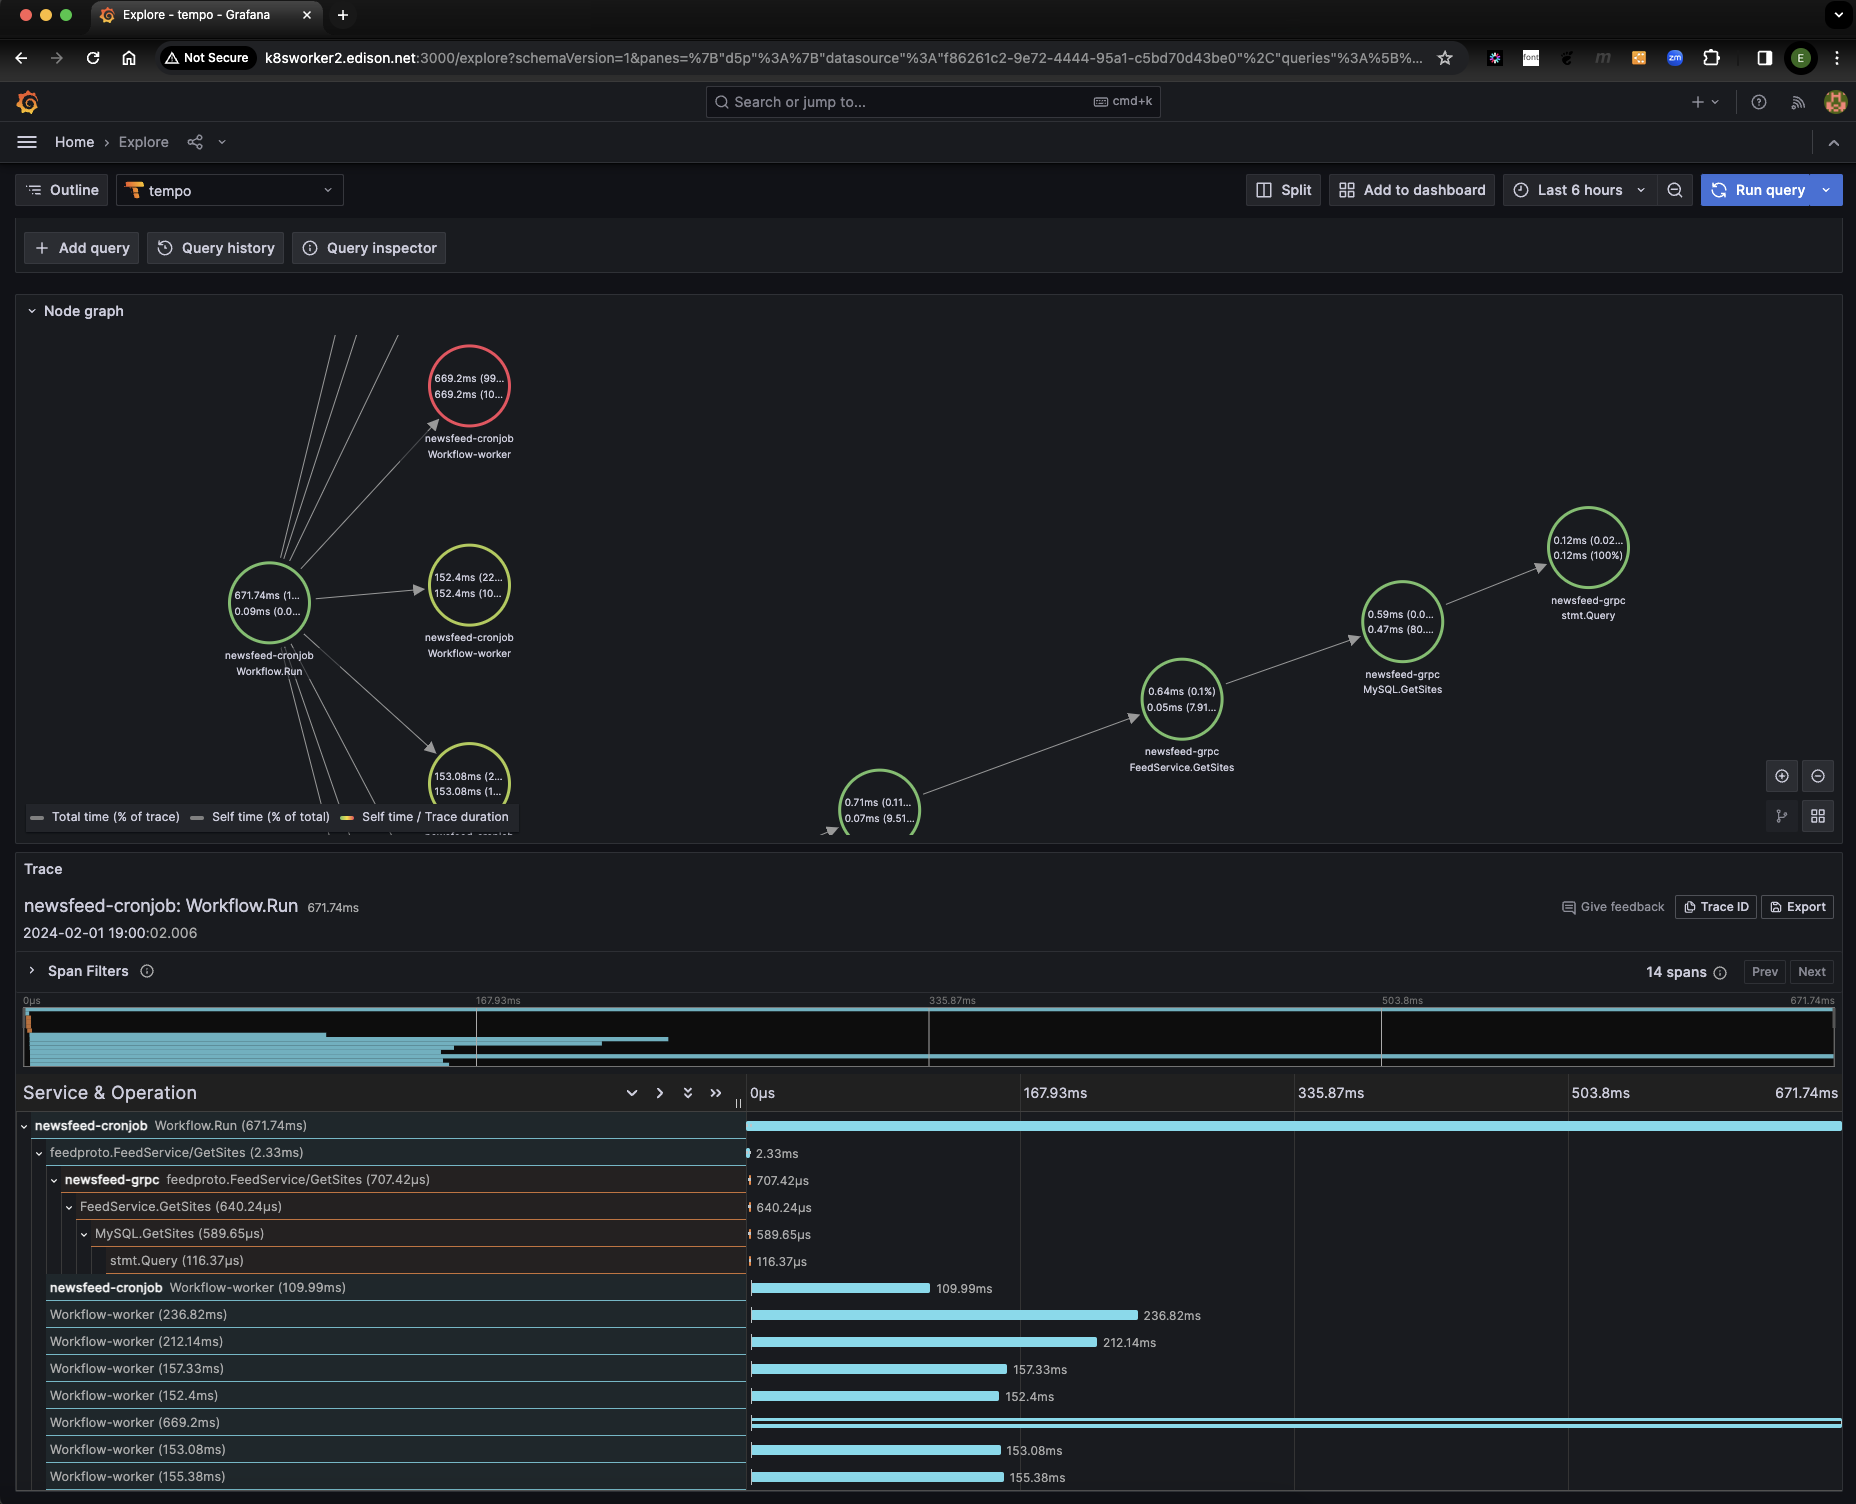 Explore - tempo - Grafana
Not Secure k8sworker2.edison.net:3000/explore?schemaVersion=1&panes=%7B"d5p"%3A%7B"datasource"%3A"f86261c2-9e72-4444-95a1-c5bd70d43be0"%2C"queries"%3A%5B%...
font
m
zm
E
Search or jump to...
cmd+k
Home › Explore
Outline
tempo
Split
Add to dashboard
Last 6 hours
Run query
+ Add query
Query history
Query inspector
Node graph
669.2ms (99...
669.2ms (10...
newsfeed-cronjob
Workflow-worker
152.4ms (22...
152.4ms (10...
newsfeed-cronjob
Workflow-worker
671.74ms (1...
0.09ms (0.0...
newsfeed-cronjob
Workflow.Run
153.08ms (2...
153.08ms (1...
0.12ms (0.02...
0.12ms (100%)
newsfeed-grpc
stmt.Query
0.59ms (0.0...
0.47ms (80....
newsfeed-grpc
MySQL.GetSites
0.64ms (0.1%)
0.05ms (7.91...
newsfeed-grpc
FeedService.GetSites
0.71ms (0.11...
0.07ms (9.51...
Total time (% of trace)
Self time (% of total)
Self time / Trace duration
Trace
newsfeed-cronjob: Workflow.Run 671.74ms
Give feedback
Trace ID
Export
2024-02-01 19:00:02.006
Span Filters
14 spans
Prev
Next
0μs 167.93ms 335.87ms 503.8ms 671.74ms
Service & Operation
0μs 167.93ms 335.87ms 503.8ms 671.74ms
newsfeed-cronjob Workflow.Run (671.74ms)
feedproto.FeedService/GetSites (2.33ms) 2.33ms
newsfeed-grpc feedproto.FeedService/GetSites (707.42μs) 707.42μs
FeedService.GetSites (640.24μs) 640.24μs
MySQL.GetSites (589.65μs) 589.65μs
stmt.Query (116.37μs) 116.37μs
newsfeed-cronjob Workflow-worker (109.99ms) 109.99ms
Workflow-worker (236.82ms) 236.82ms
Workflow-worker (212.14ms) 212.14ms
Workflow-worker (157.33ms) 157.33ms
Workflow-worker (152.4ms) 152.4ms
Workflow-worker (669.2ms)
Workflow-worker (153.08ms) 153.08ms
Workflow-worker (155.38ms) 155.38ms